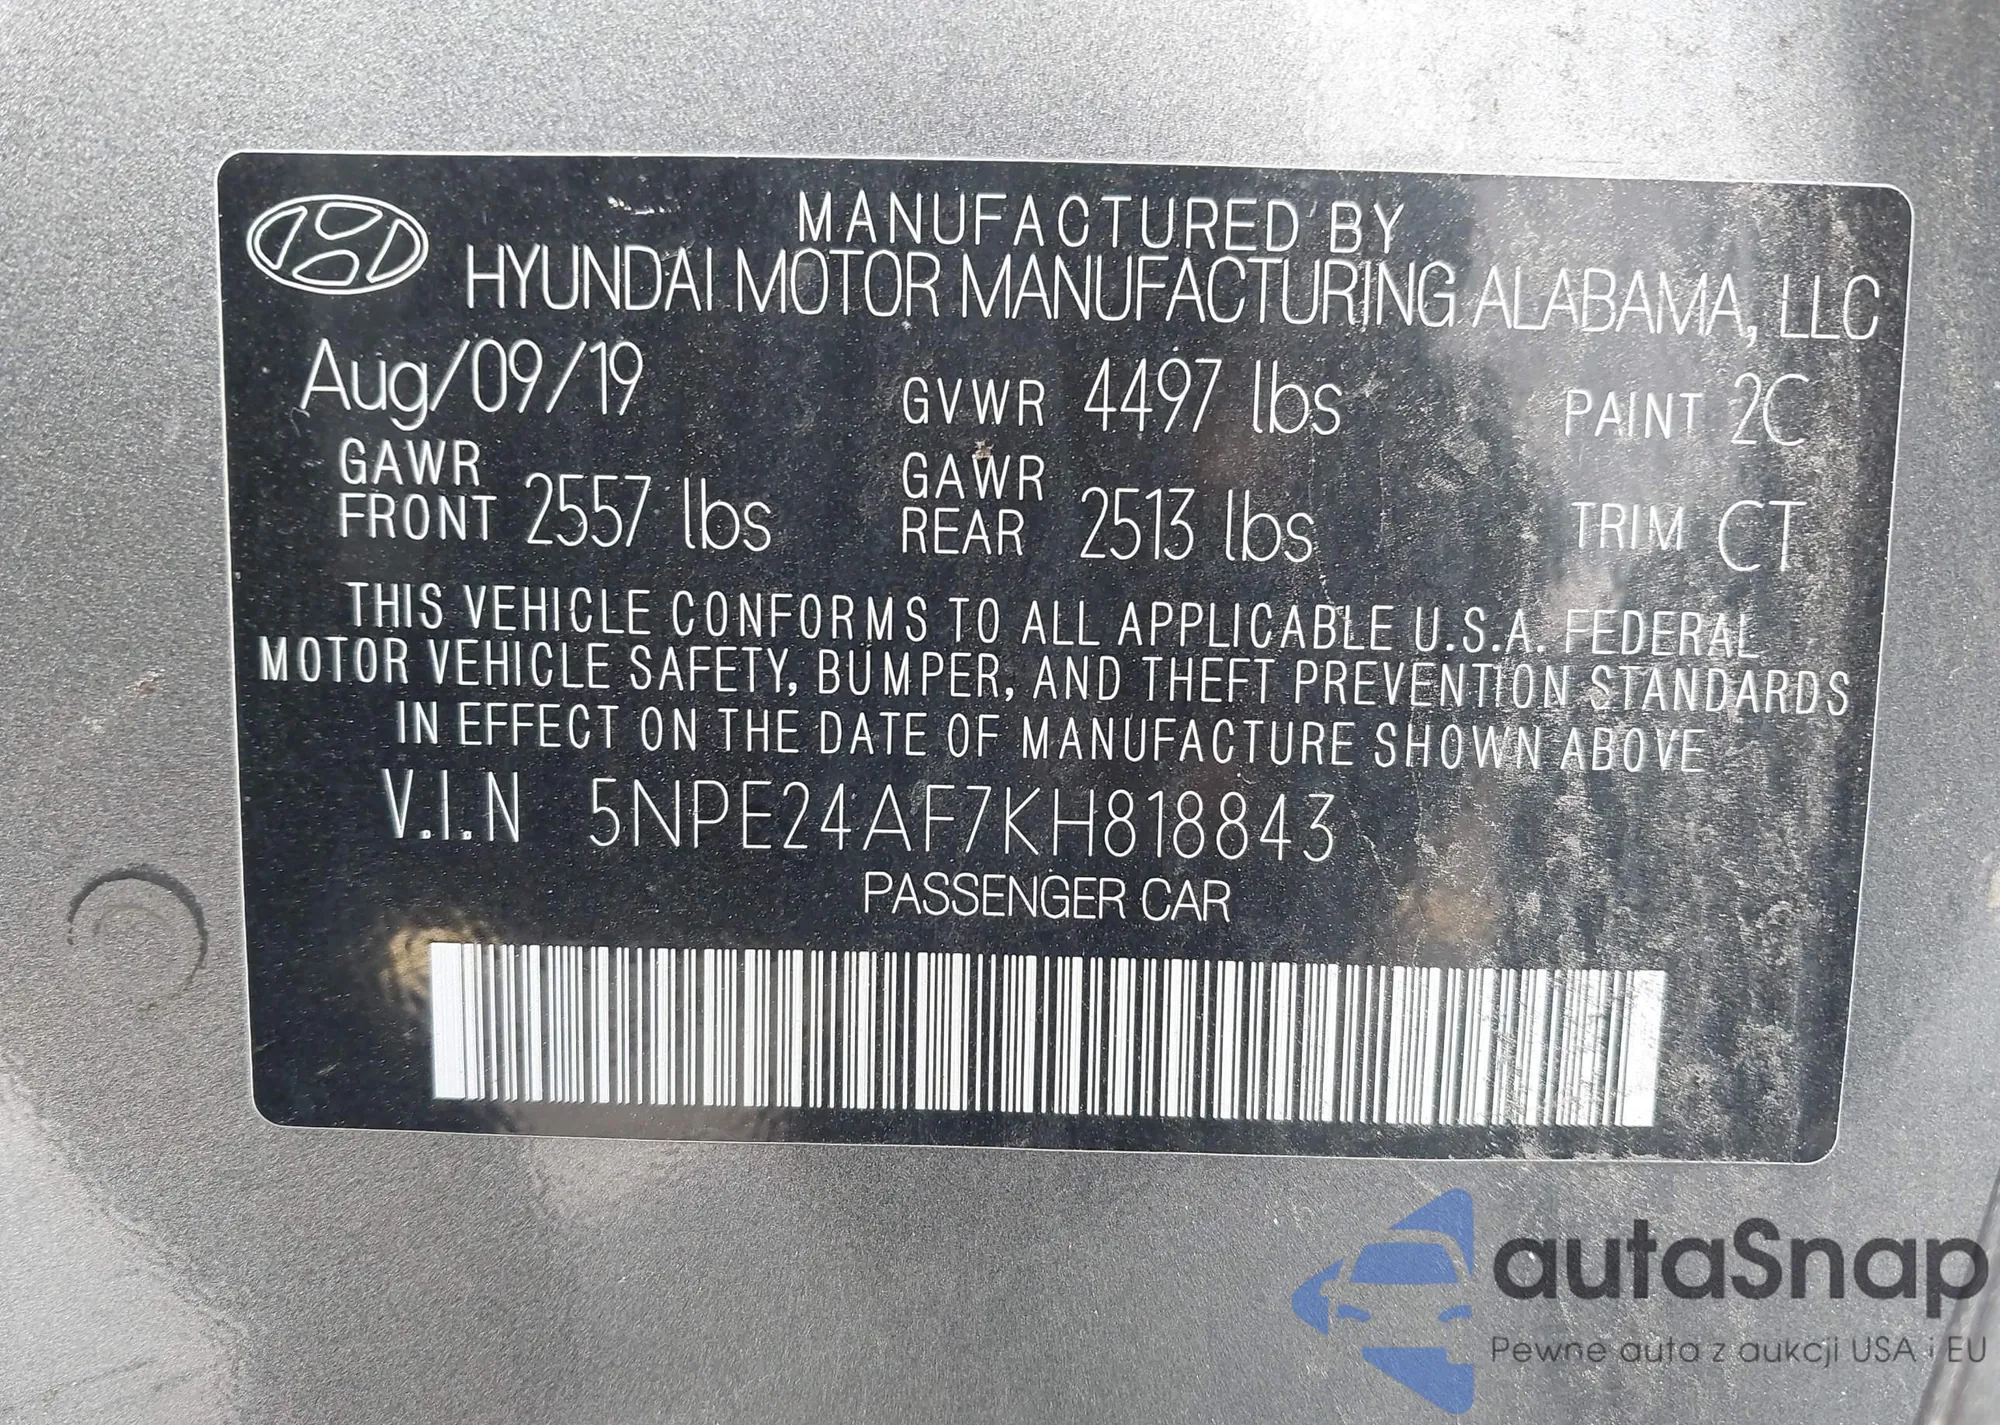 MANUFACTURED BY
HYUNDAI MOTOR MANUFACTURING ALABAMA, LLC
Aug/09/19 GVWR 4497 lbs PAINT 2C
GAWR FRONT 2557 lbs GAWR REAR 2513 lbs TRIM CT
THIS VEHICLE CONFORMS TO ALL APPLICABLE U.S.A. FEDERAL
MOTOR VEHICLE SAFETY, BUMPER, AND THEFT PREVENTION STANDARDS
IN EFFECT ON THE DATE OF MANUFACTURE SHOWN ABOVE
V.I.N 5NPE24AF7KH818843
PASSENGER CAR
autaSnap
Pewne auta z aukcji USA i EU